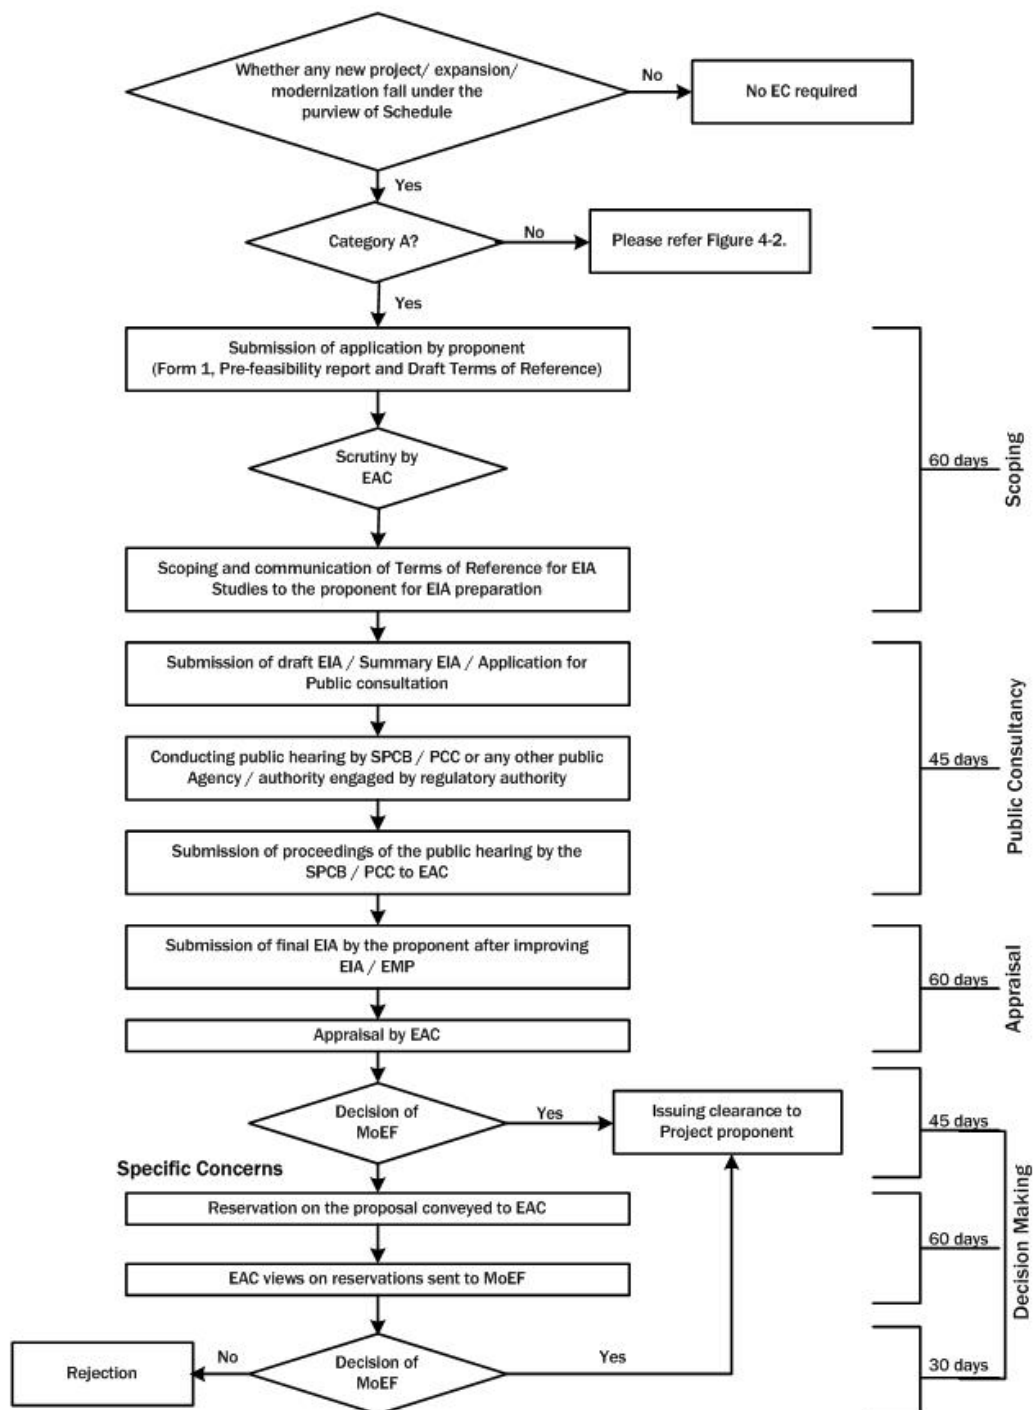 Whether any new project/ expansion/
modernization fall under the
purview of Schedule
No
No EC required
Yes
Category A?
No
Please refer Figure 4-2.
Yes
Submission of application by proponent
(Form 1, Pre-feasibility report and Draft Terms of Reference)
Scrutiny by
EAC
60 days
Scoping
Scoping and communication of Terms of Reference for EIA
Studies to the proponent for EIA preparation
Submission of draft EIA / Summary EIA / Application for
Public consultation
Conducting public hearing by SPCB / PCC or any other public
Agency / authority engaged by regulatory authority
45 days
Public Consultancy
Submission of proceedings of the public hearing by the
SPCB / PCC to EAC
Submission of final EIA by the proponent after improving
EIA / EMP
60 days
Appraisal
Appraisal by EAC
Decision of
MoEF
Yes
Issuing clearance to
Project proponent
45 days
Specific Concerns
Reservation on the proposal conveyed to EAC
60 days
Decision Making
EAC views on reservations sent to MoEF
Rejection
No
Decision of
MoEF
Yes
30 days